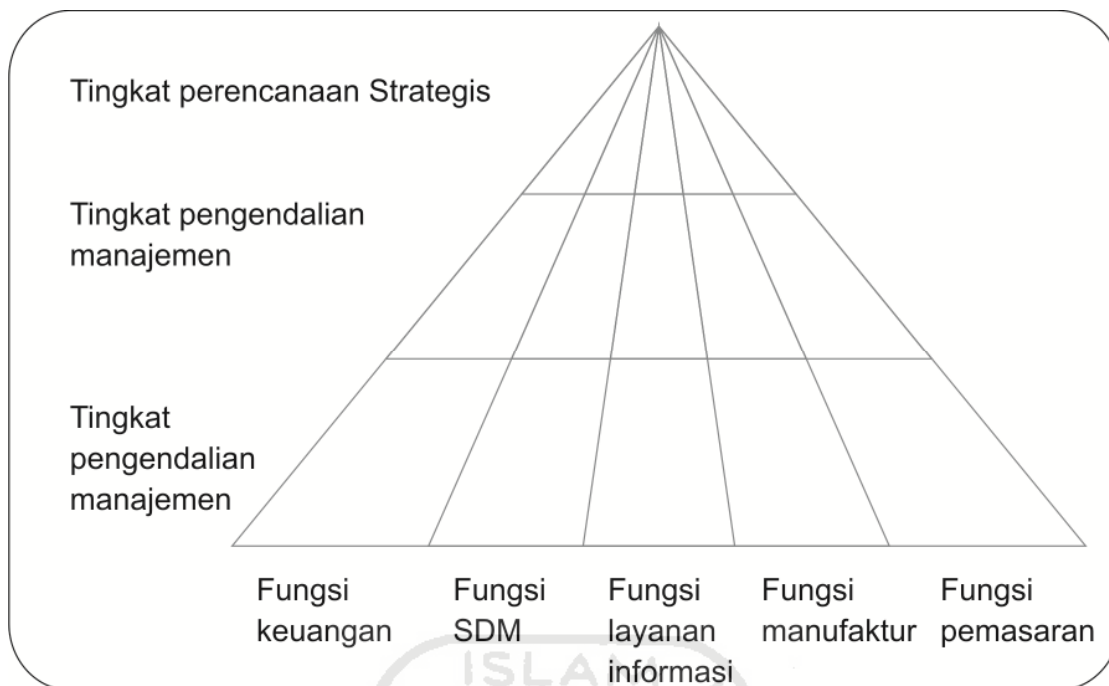 Tingkat perencanaan Strategis
Tingkat pengendalian
manajemen
Tingkat
pengendalian
manajemen
Fungsi
keuangan
Fungsi
SDM
Fungsi
layanan
informasi
Fungsi
manufaktur
Fungsi
pemasaran
ISLAM